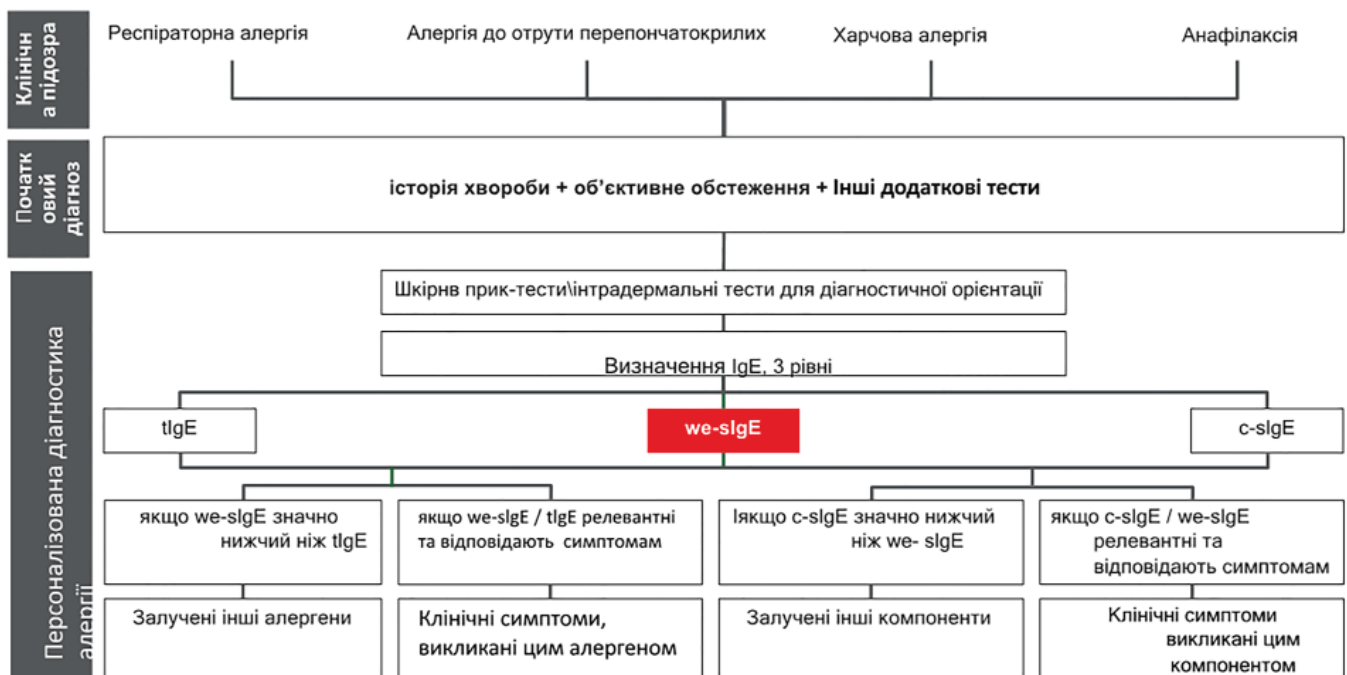 Клінічн
а підозра
Респіраторна алергія
Алергія до отрути перепончатокрилих
Харчова алергія
Анафілаксія
Початк
овий
діагноз
історія хвороби + об’єктивне обстеження + Інші додаткові тести
Персоналізована діагностика
алергії
Шкірнв прик-тести\інтрадермальні тести для діагностичної орієнтації
Визначення IgE, 3 рівні
tIgE
we-sIgE
c-sIgE
якщо we-sIgE значно
нижчий ніж tIgE
якщо we-sIgE / tIgE релевантні
та відповідають симптомам
Іякщо c-sIgE значно нижчий
ніж we- sIgE
якщо c-sIgE / we-sIgE
релевантні та
відповідають симптомам
Залучені інші алергени
Клінічні симптоми,
викликані цим алергеном
Залучені інші компоненти
Клінічні симптоми
викликані цим
компонентом